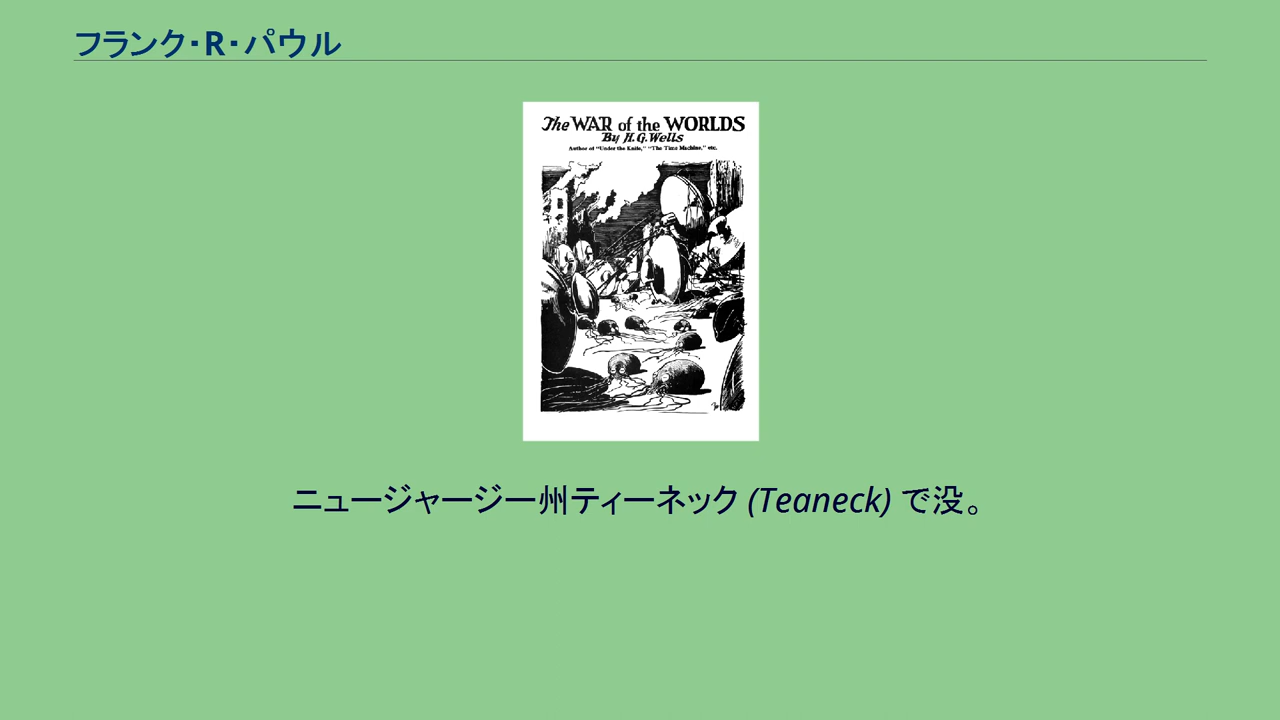 フランク・R・パウル
The WAR of the WORLDS
By H.G. Wells
Author of "Under the Knife," "The Time Machine," etc.
ニュージャージー州ティーネック (Teaneck) で没。